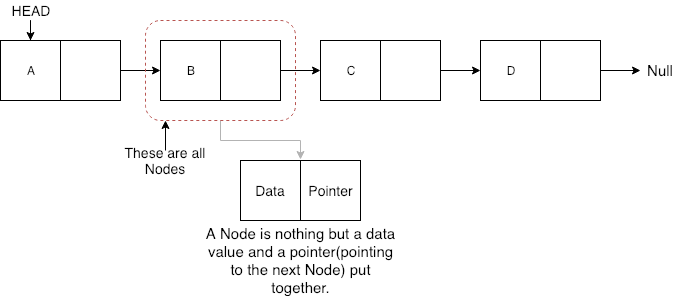 HEAD
A
B
C
D
Null
These are all
Nodes
Data
Pointer
A Node is nothing but a data
value and a pointer(pointing
to the next Node) put
together.